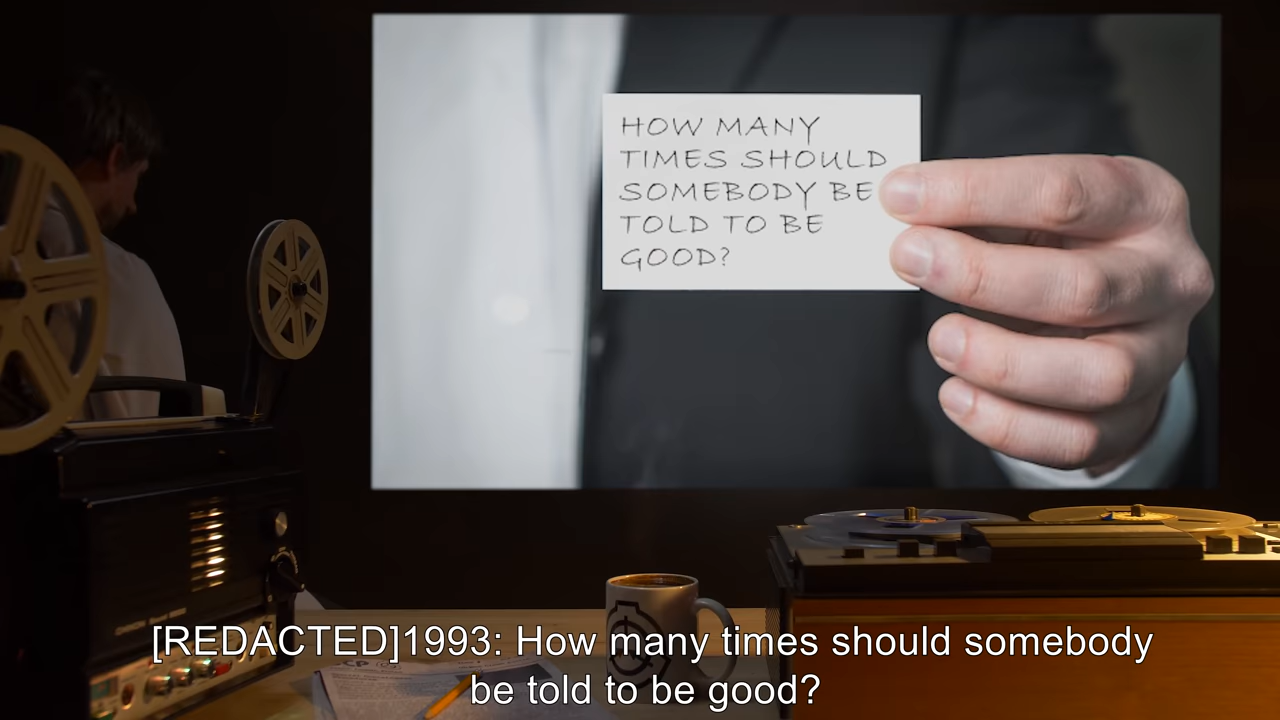 HOW MANY
TIMES SHOULD
SOMEBODY BE
TOLD TO BE
GOOD?
[REDACTED]1993: How many times should somebody
be told to be good?